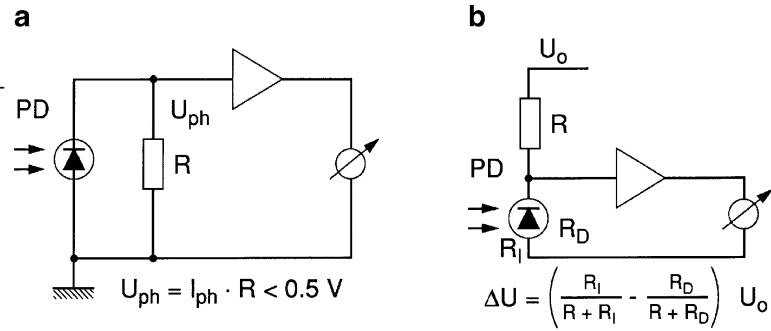 a
PD
U_ph
R
U_ph = I_ph · R < 0.5 V
b
U_o
R
PD
R_D
R_I
ΔU = ( R_I / (R + R_I) - R_D / (R + R_D) ) U_o